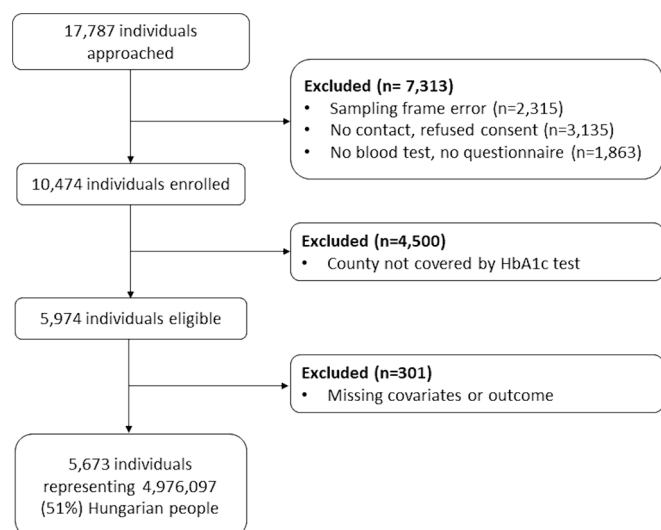 17,787 individuals
approached
Excluded (n= 7,313)
• Sampling frame error (n=2,315)
• No contact, refused consent (n=3,135)
• No blood test, no questionnaire (n=1,863)
10,474 individuals enrolled
Excluded (n=4,500)
• County not covered by HbA1c test
5,974 individuals eligible
Excluded (n=301)
• Missing covariates or outcome
5,673 individuals
representing 4,976,097
(51%) Hungarian people